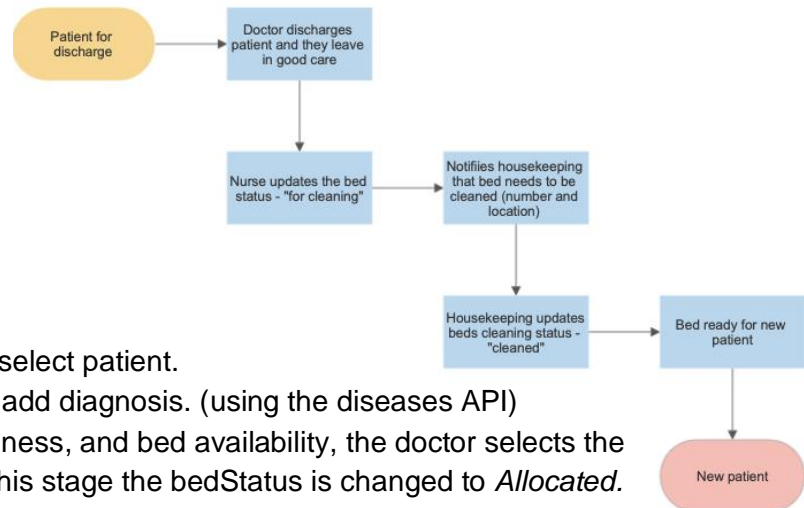 Patient for
discharge
Doctor discharges
patient and they leave
in good care
Nurse updates the bed
status - "for cleaning"
Notifiies housekeeping
that bed needs to be
cleaned (number and
location)
Housekeeping updates
beds cleaning status -
"cleaned"
Bed ready for new
patient
New patient
select patient.
add diagnosis. (using the diseases API)
ness, and bed availability, the doctor selects the
his stage the bedStatus is changed to Allocated.